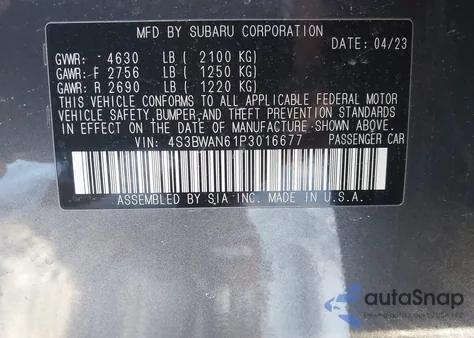 MFD BY SUBARU CORPORATION
DATE: 04/23
GVWR: - 4630 LB ( 2100 KG)
GAWR: F 2756 LB ( 1250 KG)
GAWR: R 2690 LB ( 1220 KG)
THIS VEHICLE CONFORMS TO ALL APPLICABLE FEDERAL MOTOR
VEHICLE SAFETY, BUMPER, AND THEFT PREVENTION STANDARDS
IN EFFECT ON THE DATE OF MANUFACTURE SHOWN ABOVE.
VIN: 4S3BWAN61P3016677 PASSENGER CAR
ASSEMBLED BY SIA INC. MADE IN U.S.A.
autoSnap